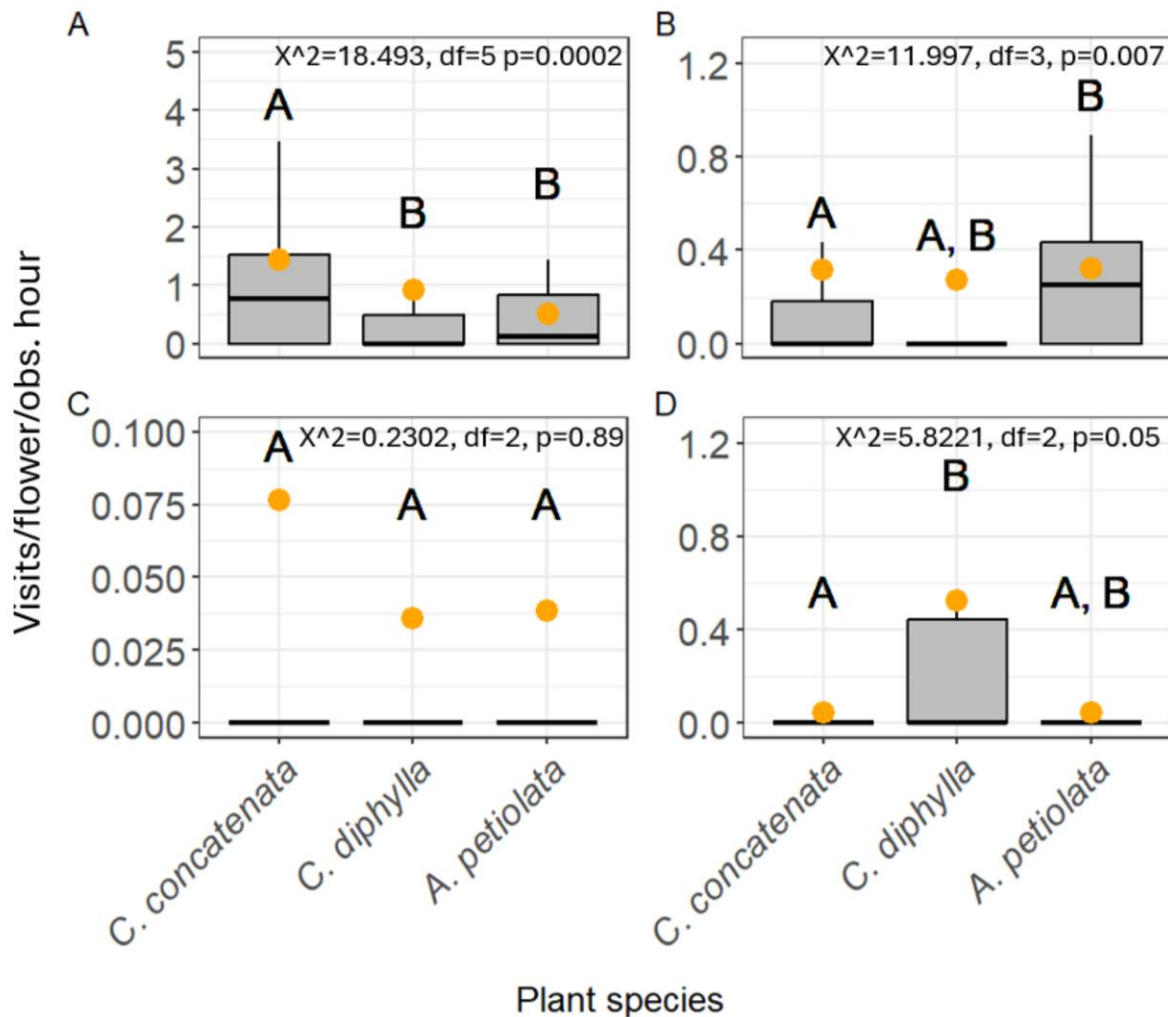 A
X^2=18.493, df=5 p=0.0002
5
4
3
2
1
0
A
B
B
B
X^2=11.997, df=3, p=0.007
1.2
0.8
0.4
0.0
A
A, B
B
Visits/flower/obs. hour
C
X^2=0.2302, df=2, p=0.89
0.100
0.075
0.050
0.025
0.000
A
A
A
D
X^2=5.8221, df=2, p=0.05
1.2
0.8
0.4
0.0
A
B
A, B
C. concatenata
C. diphylla
A. petiolata
C. concatenata
C. diphylla
A. petiolata
Plant species